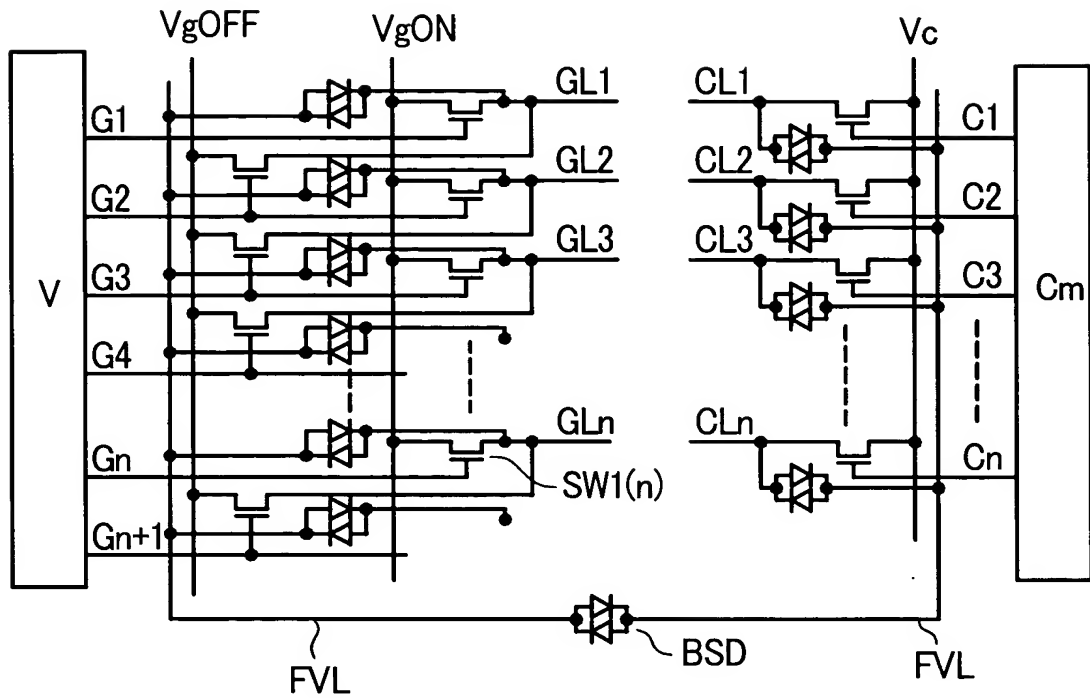 VgOFF VgON Vc
GL1 CL1
G1 C1
GL2 CL2
G2 C2
GL3 CL3
G3 C3
V Cm
G4
GLn CLn
Gn Cn
SW1(n)
Gn+1
BSD
FVL FVL